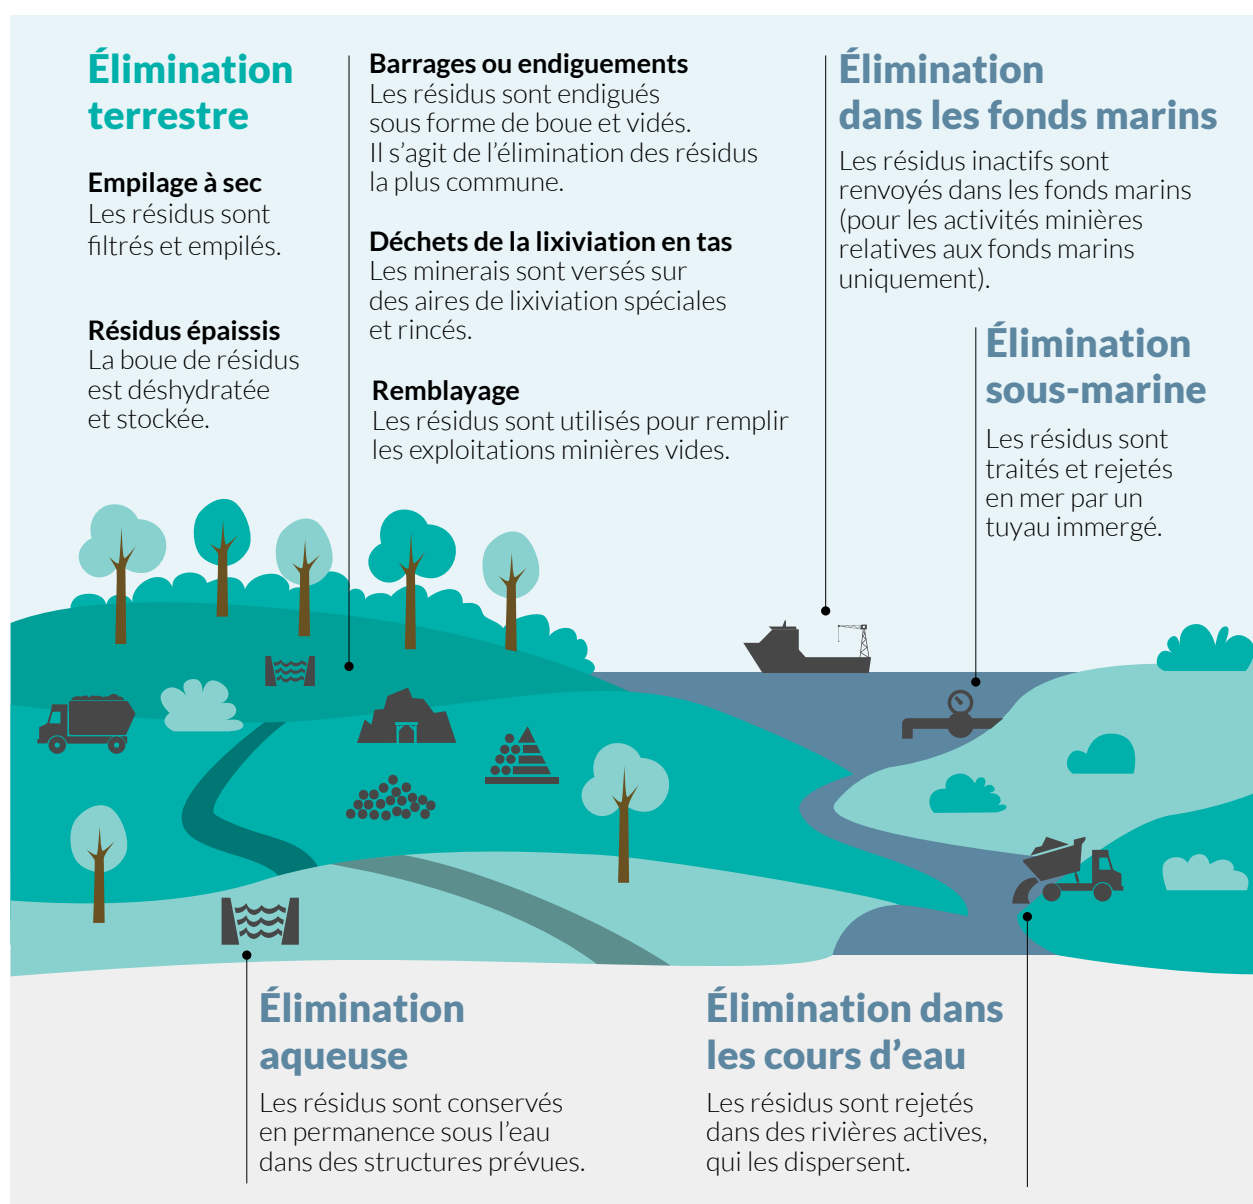 Élimination
terrestre
Empilage à sec
Les résidus sont
filtrés et empilés.
Résidus épaissis
La boue de résidus
est déshydratée
et stockée.
Barrages ou endiguements
Les résidus sont endigués
sous forme de boue et vidés.
Il s’agit de l’élimination des résidus
la plus commune.
Déchets de la lixiviation en tas
Les minerais sont versés sur
des aires de lixiviation spéciales
et rincés.
Remblayage
Les résidus sont utilisés pour remplir
les exploitations minières vides.
Élimination
dans les fonds marins
Les résidus inactifs sont
renvoyés dans les fonds marins
(pour les activités minières
relatives aux fonds marins
uniquement).
Élimination
sous-marine
Les résidus sont
traités et rejetés
en mer par un
tuyau immergé.
Élimination
aqueuse
Les résidus sont conservés
en permanence sous l’eau
dans des structures prévues.
Élimination dans
les cours d’eau
Les résidus sont rejetés
dans des rivières actives,
qui les dispersent.